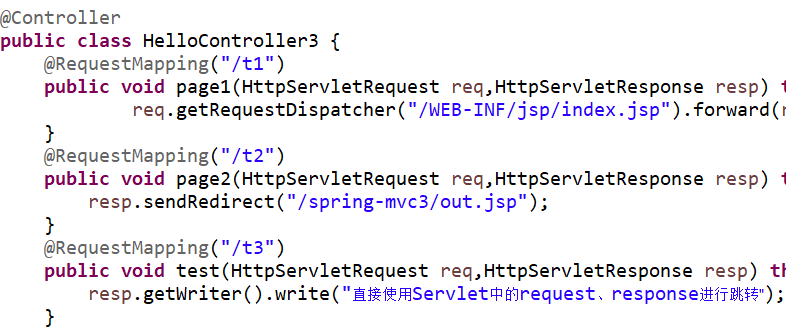 @Controller
public class HelloController3 {
@RequestMapping("/t1")
public void page1(HttpServletRequest req,HttpServletResponse resp) t
req.getRequestDispatcher("/WEB-INF/jsp/index.jsp").forward(r
}
@RequestMapping("/t2")
public void page2(HttpServletRequest req,HttpServletResponse resp) t
resp.sendRedirect("/spring-mvc3/out.jsp");
}
@RequestMapping("/t3")
public void test(HttpServletRequest req,HttpServletResponse resp) th
resp.getWriter().write("直接使用Servlet中的request、response进行跳转");
}